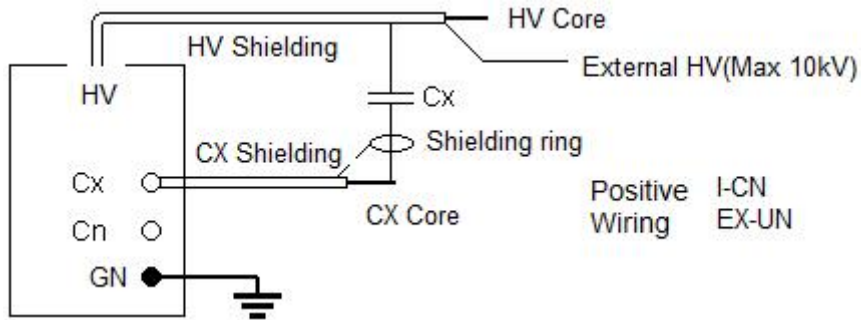 HV Core
HV Shielding
External HV(Max 10kV)
HV
Cx
Shielding ring
CX Shielding
Cx
CX Core
Positive I-CN
Wiring EX-UN
Cn
GN